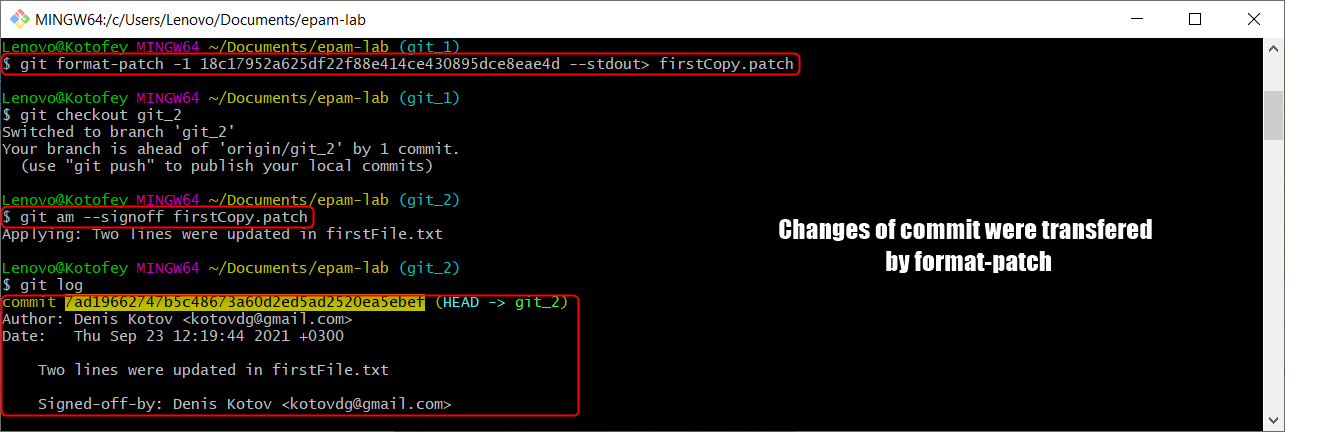 MINGW64:/c/Users/Lenovo/Documents/epam-lab
Lenovo@Kotofey MINGW64 ~/Documents/epam-lab (git_1)
$ git format-patch -1 18c17952a625df22f88e414ce430895dce8eae4d --stdout> firstCopy.patch
Lenovo@Kotofey MINGW64 ~/Documents/epam-lab (git_1)
$ git checkout git_2
Switched to branch 'git_2'
Your branch is ahead of 'origin/git_2' by 1 commit.
  (use "git push" to publish your local commits)
Lenovo@Kotofey MINGW64 ~/Documents/epam-lab (git_2)
$ git am --signoff firstCopy.patch
Applying: Two lines were updated in firstFile.txt
Lenovo@Kotofey MINGW64 ~/Documents/epam-lab (git_2)
$ git log
commit 7ad19662747b5c48673a60d2ed5ad2520ea5ebef (HEAD -> git_2)
Author: Denis Kotov <kotovdg@gmail.com>
Date:   Thu Sep 23 12:19:44 2021 +0300
    Two lines were updated in firstFile.txt
    Signed-off-by: Denis Kotov <kotovdg@gmail.com>
Changes of commit were transfered
by format-patch